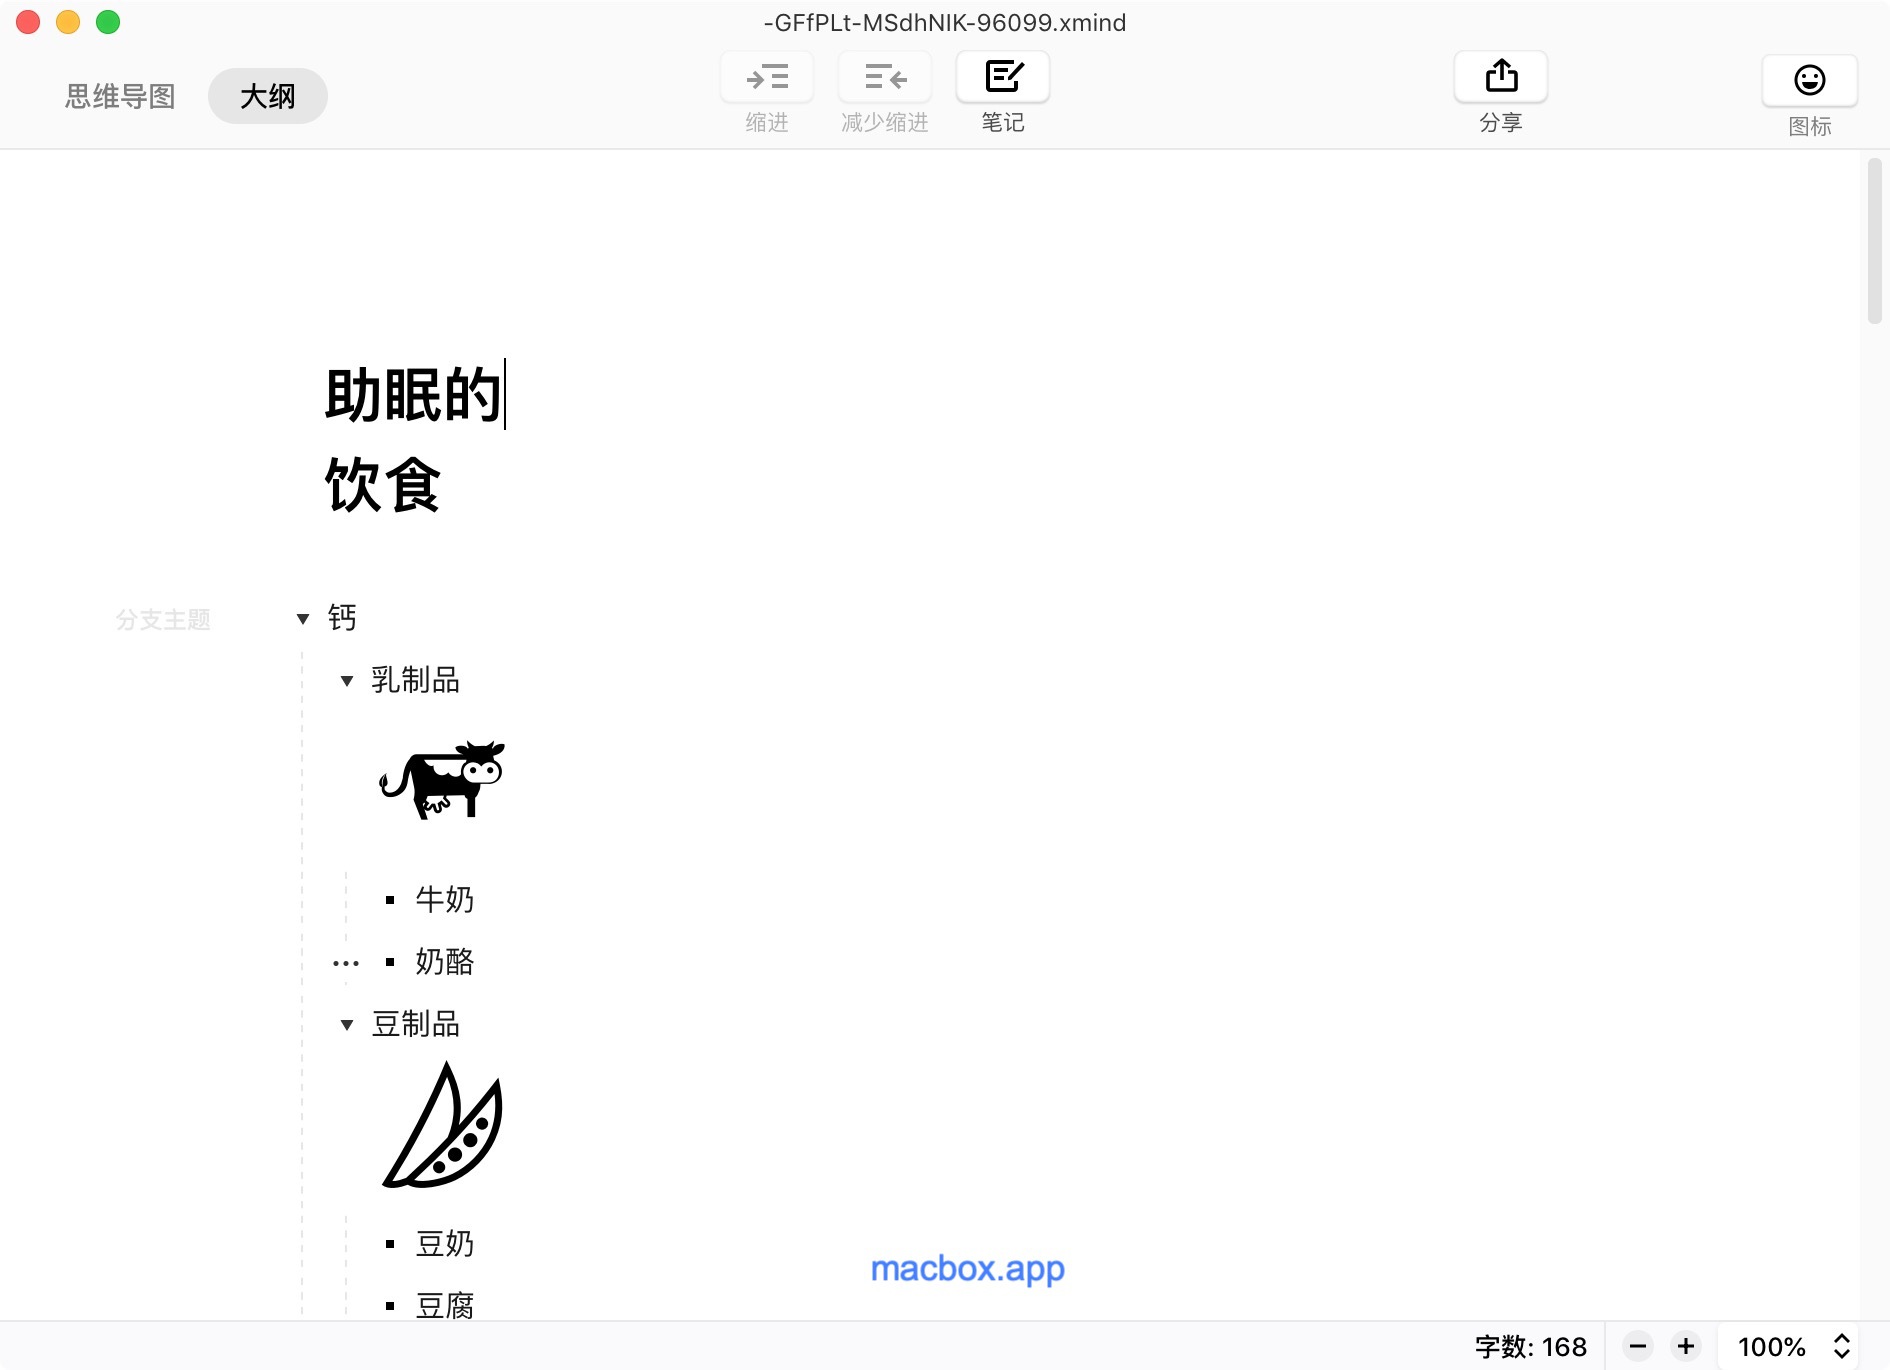 -GFfPLt-MSdhNIK-96099.xmind
思维导图
大纲
缩进
减少缩进
笔记
分享
图标
助眠的
饮食
分支主题
钙
乳制品
牛奶
奶酪
豆制品
豆奶
豆腐
macbox.app
字数: 168
100%